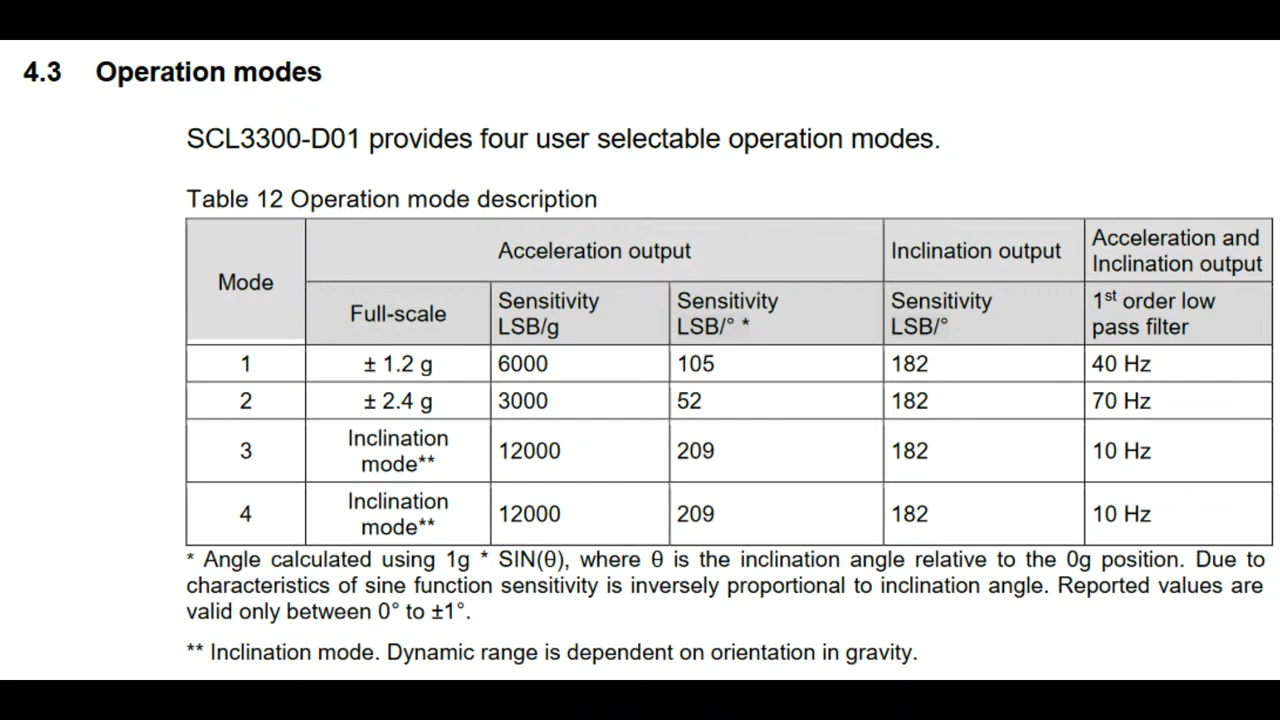 4.3 Operation modes
SCL3300-D01 provides four user selectable operation modes.
Table 12 Operation mode description
Mode
Acceleration output
Inclination output
Acceleration and
Inclination output
Full-scale
Sensitivity
LSB/g
Sensitivity
LSB/° *
Sensitivity
LSB/°
1st order low
pass filter
1 ± 1.2 g 6000 105 182 40 Hz
2 ± 2.4 g 3000 52 182 70 Hz
3 Inclination
mode** 12000 209 182 10 Hz
4 Inclination
mode** 12000 209 182 10 Hz
* Angle calculated using 1g * SIN(θ), where θ is the inclination angle relative to the 0g position. Due to
characteristics of sine function sensitivity is inversely proportional to inclination angle. Reported values are
valid only between 0° to ±1°.
** Inclination mode. Dynamic range is dependent on orientation in gravity.